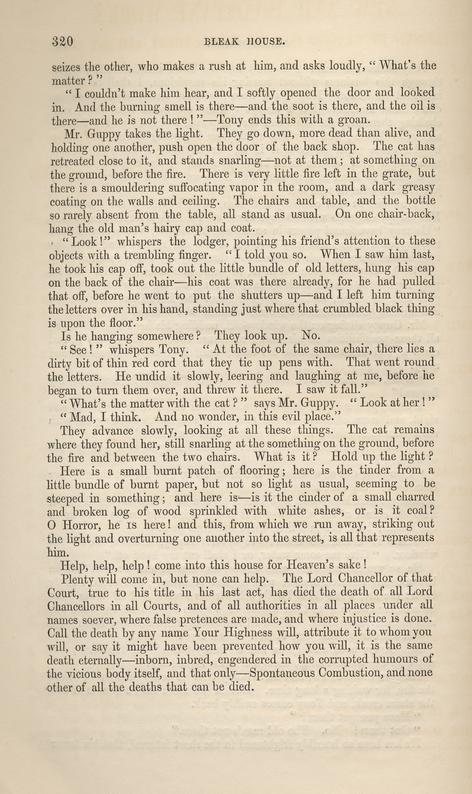 320 BLEAK HOUSE.
seizes the other, who makes a rush at him, and asks loudly, “ What's the
matter ? ”
“ I couldn't make him hear, and I softly opened the door and looked
in. And the burning smell is there—and the soot is there, and the oil is
there—and he is not there ! ”—Tony ends this with a groan.
Mr. Guppy takes the light. They go down, more dead than alive, and
holding one another, push open the door of the back shop. The cat has
retreated close to it, and stands snarling—not at them ; at something on
the ground, before the fire. There is very little fire left in the grate, but
there is a smouldering suffocating vapor in the room, and a dark greasy
coating on the walls and ceiling. The chairs and table, and the bottle
so rarely absent from the table, all stand as usual. On one chair-back,
hang the old man's hairy cap and coat.
“ Look !” whispers the lodger, pointing his friend's attention to these
objects with a trembling finger. “ I told you so. When I saw him last,
he took his cap off, took out the little bundle of old letters, hung his cap
on the back of the chair—his coat was there already, for he had pulled
that off, before he went to put the shutters up—and I left him turning
the letters over in his hand, standing just where that crumbled black thing
is upon the floor.”
Is he hanging somewhere ? They look up. No.
“ See ! ” whispers Tony. “ At the foot of the same chair, there lies a
dirty bit of thin red cord that they tie up pens with. That went round
the letters. He undid it slowly, leering and laughing at me, before he
began to turn them over, and threw it there. I saw it fall.”
“ What's the matter with the cat ? ” says Mr. Guppy. “ Look at her ! ”
“ Mad, I think. And no wonder, in this evil place.”
They advance slowly, looking at all these things. The cat remains
where they found her, still snarling at the something on the ground, before
the fire and between the two chairs. What is it ? Hold up the light ?
Here is a small burnt patch of flooring ; here is the tinder from a
little bundle of burnt paper, but not so light as usual, seeming to be
steeped in something ; and here is—is it the cinder of a small charred
and broken log of wood sprinkled with white ashes, or is it coal ?
O Horror, he IS here ! and this, from which we run away, striking out
the light and overturning one another into the street, is all that represents
him.
Help, help, help ! come into this house for Heaven's sake !
Plenty will come in, but none can help. The Lord Chancellor of that
Court, true to his title in his last act, has died the death of all Lord
Chancellors in all Courts, and of all authorities in all places under all
names soever, where false pretences are made, and where injustice is done.
Call the death by any name Your Highness will, attribute it to whom you
will, or say it might have been prevented how you will, it is the same
death eternally—inborn, inbred, engendered in the corrupted humours of
the vicious body itself, and that only—Spontaneous Combustion, and none
other of all the deaths that can be died.